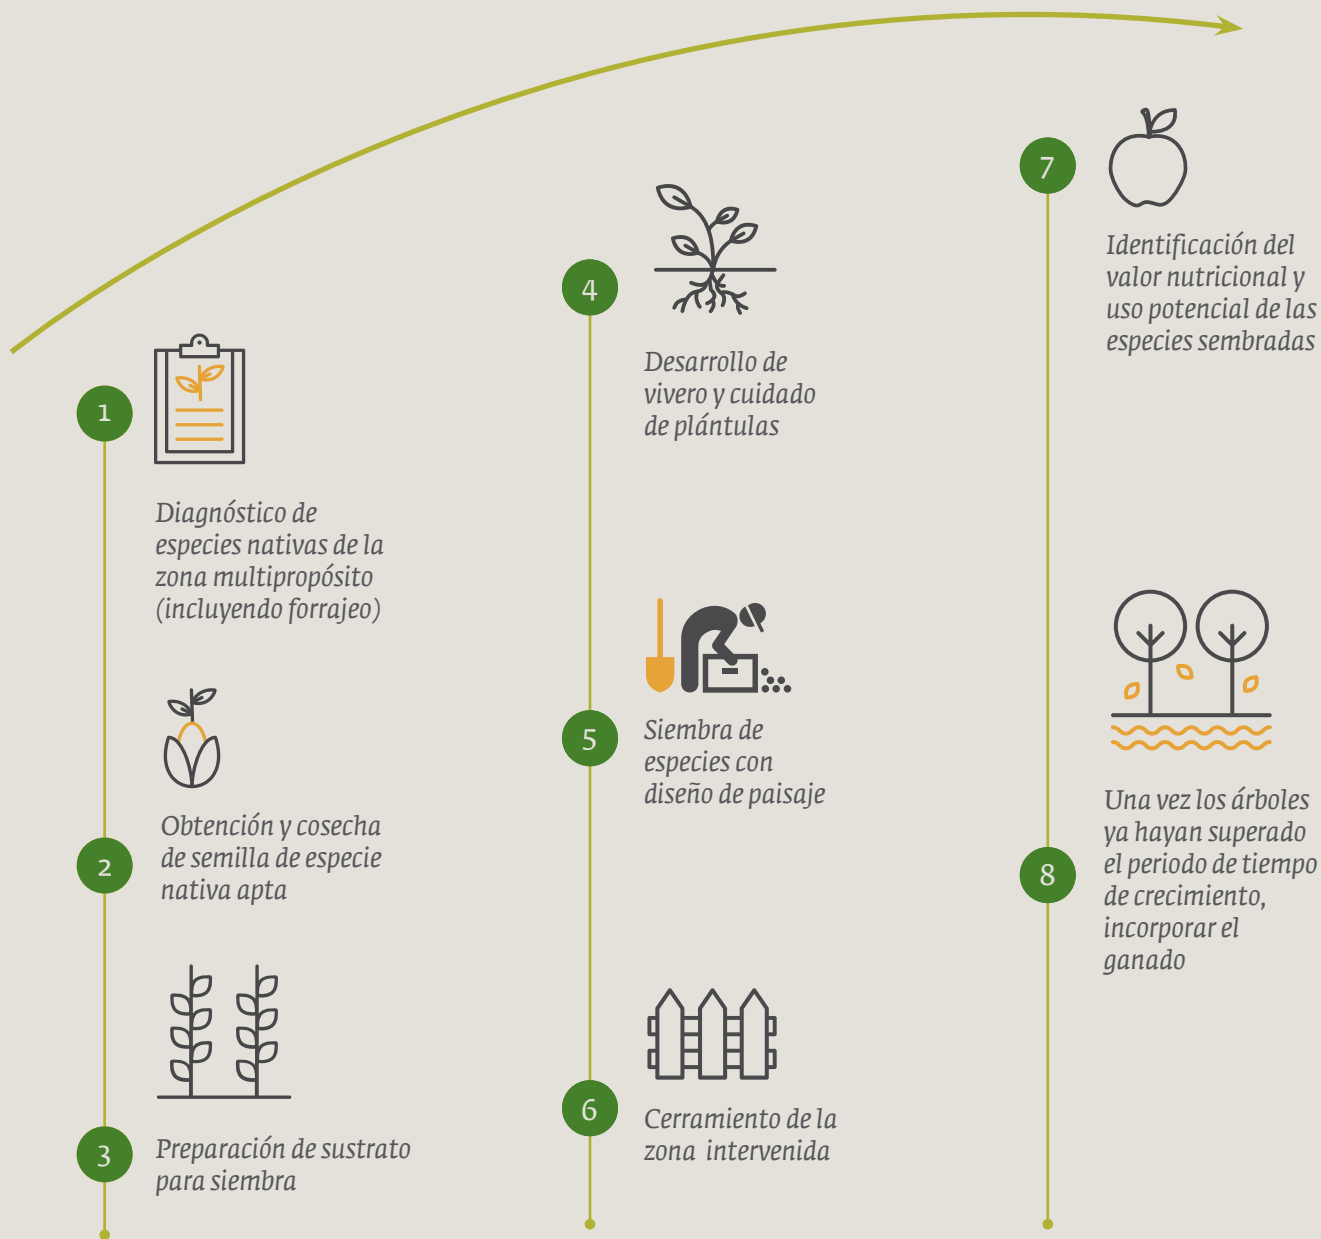 1
Diagnóstico de
especies nativas de la
zona multipropósito
(incluyendo forrajeo)
2
Obtención y cosecha
de semilla de especie
nativa apta
3
Preparación de sustrato
para siembra
4
Desarrollo de
vivero y cuidado
de plántulas
5
Siembra de
especies con
diseño de paisaje
6
Cerramiento de la
zona intervenida
7
Identificación del
valor nutricional y
uso potencial de las
especies sembradas
8
Una vez los árboles
ya hayan superado
el periodo de tiempo
de crecimiento,
incorporar el
ganado